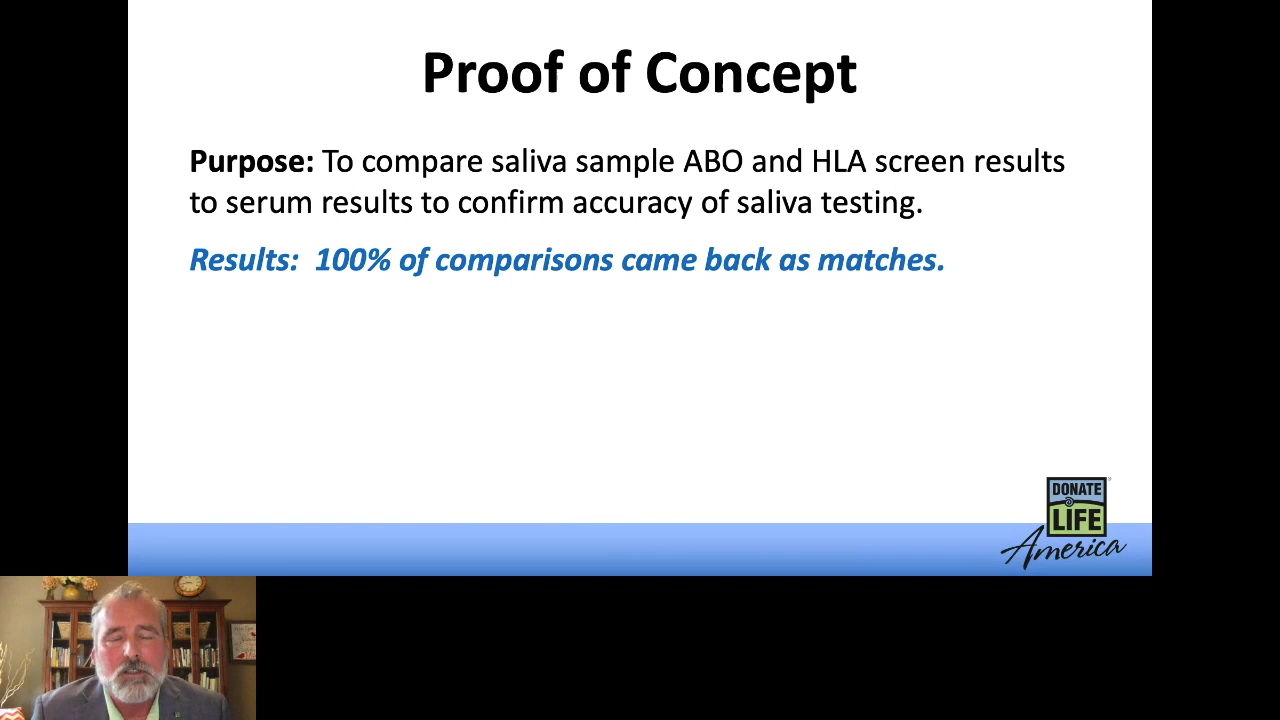 Proof of Concept
Purpose: To compare saliva sample ABO and HLA screen results
to serum results to confirm accuracy of saliva testing.
Results: 100% of comparisons came back as matches.
DONATE
LIFE
America